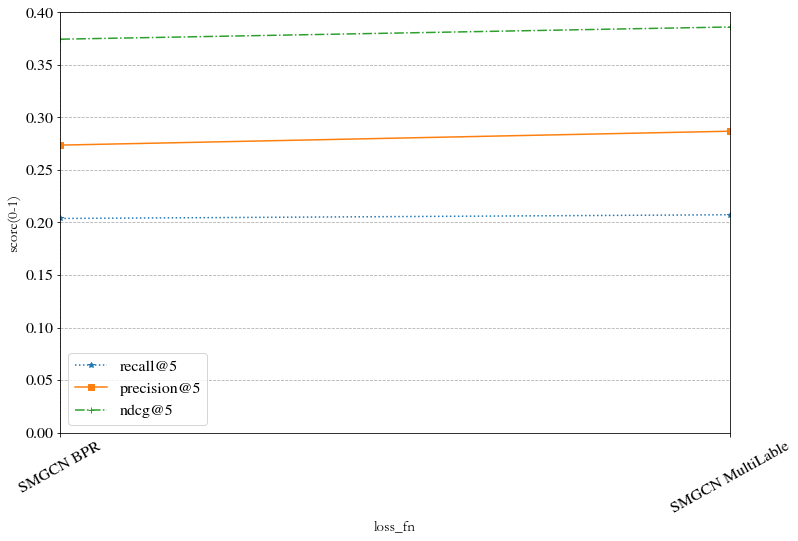 0.40
0.35
0.30
0.25
0.20
0.15
0.10
0.05
0.00
score(0-1)
recall@5
precision@5
ndcg@5
SMGCN BPR
SMGCN MultiLable
loss_fn